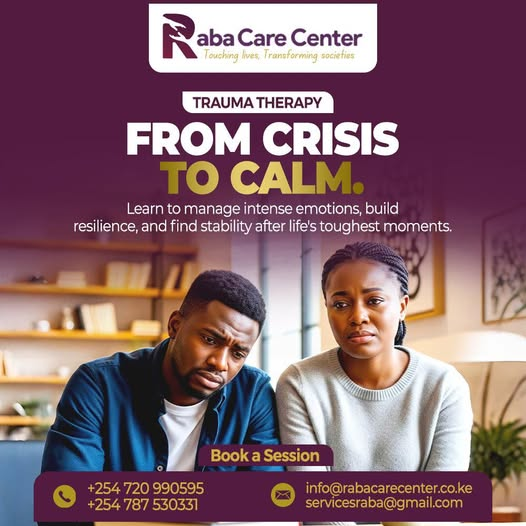 Raba Care Center
Touching lives, Transforming societies
TRAUMA THERAPY
FROM CRISIS
TO CALM.
Learn to manage intense emotions, build
resilience, and find stability after life's toughest moments.
Book a Session
+254 720 990595
+254 787 530331
info@rabacarecenter.co.ke
servicesraba@gmail.com